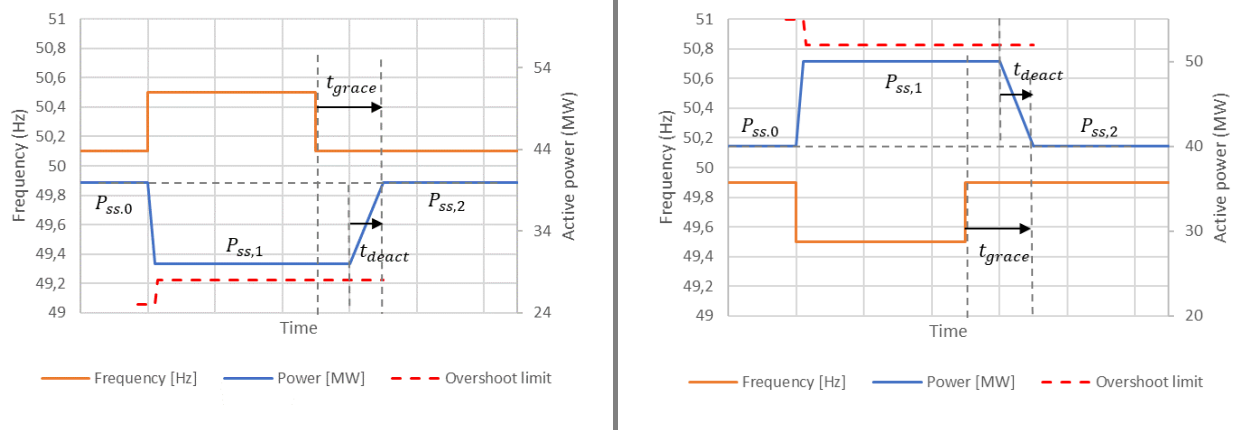 51
50,8
50,6
50,4
50,2
50
49,8
49,6
49,4
49,2
49
Frequency (Hz)
54
44
34
24
Active power (MW)
t_grace
P_ss.0
P_ss,2
P_ss,1
t_deact
Time
Frequency [Hz]
Power [MW]
Overshoot limit
51
50,8
50,6
50,4
50,2
50
49,8
49,6
49,4
49,2
49
Frequency (Hz)
50
40
30
20
Active power (MW)
P_ss,1
t_deact
P_ss.0
P_ss,2
t_grace
Time
Frequency [Hz]
Power [MW]
Overshoot limit